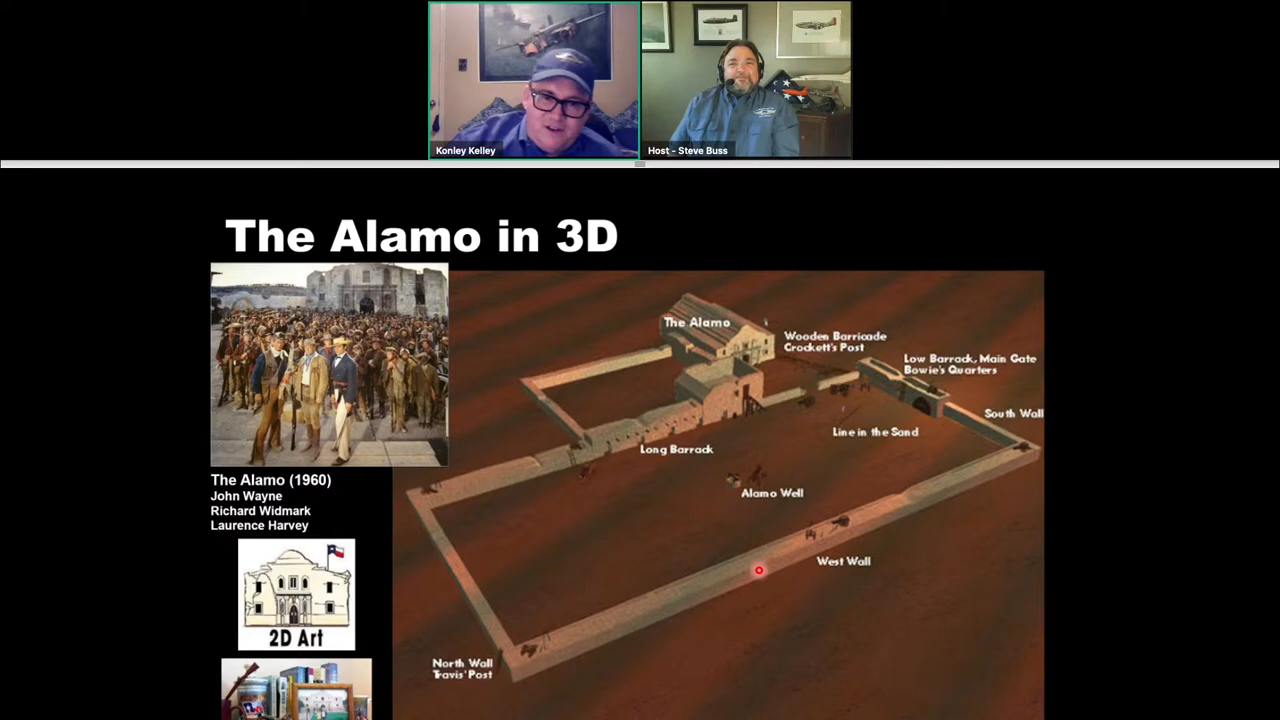 Konley Kelley
Host - Steve Buss
The Alamo in 3D
The Alamo
Wooden Barricade
Crockett's Post
Low Barrack, Main Gate
Bowie's Quarters
South Wall
Line in the Sand
Long Barrack
Alamo Well
West Wall
North Wall
Travis' Post
The Alamo (1960)
John Wayne
Richard Widmark
Laurence Harvey
2D Art